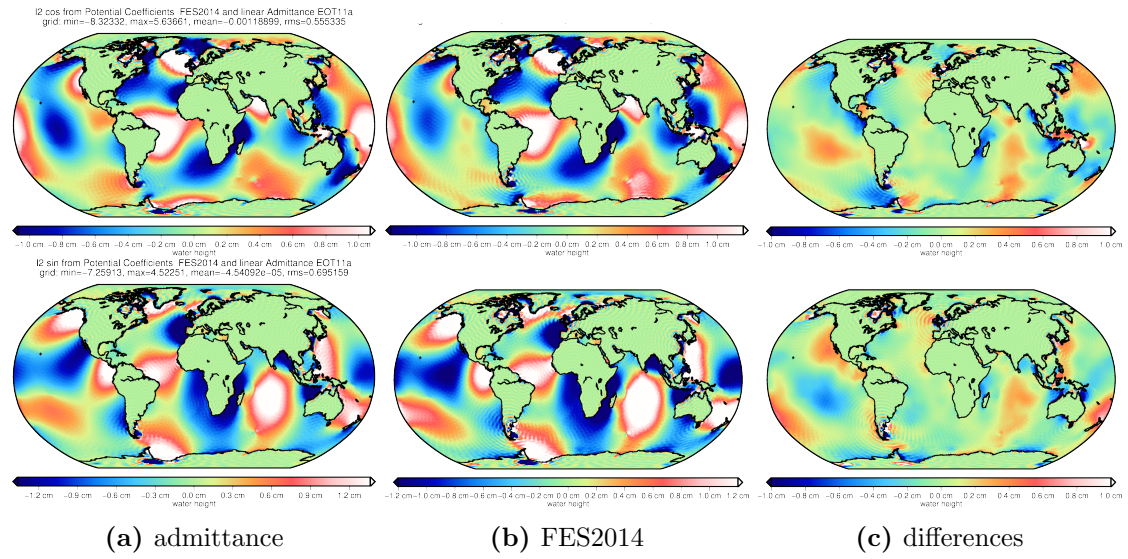 l2 cos from Potential Coefficients FES2014 and linear Admittance EOT11a
grid: min=−8.32332, max=5.63661, mean=−0.00118899, rms=0.555335
−1.0 cm −0.8 cm −0.6 cm −0.4 cm −0.2 cm 0.0 cm 0.2 cm 0.4 cm 0.6 cm 0.8 cm 1.0 cm
water height
−1.0 cm −0.8 cm −0.6 cm −0.4 cm −0.2 cm 0.0 cm 0.2 cm 0.4 cm 0.6 cm 0.8 cm 1.0 cm
water height
−1.0 cm −0.8 cm −0.6 cm −0.4 cm −0.2 cm 0.0 cm 0.2 cm 0.4 cm 0.6 cm 0.8 cm 1.0 cm
water height
l2 sin from Potential Coefficients FES2014 and linear Admittance EOT11a
grid: min=−7.25913, max=4.52251, mean=−4.54092e−05, rms=0.695159
−1.2 cm −0.9 cm −0.6 cm −0.3 cm 0.0 cm 0.3 cm 0.6 cm 0.9 cm 1.2 cm
water height
−1.2 cm −1.0 cm −0.8 cm −0.6 cm −0.4 cm −0.2 cm 0.0 cm 0.2 cm 0.4 cm 0.6 cm 0.8 cm 1.0 cm 1.2 cm
water height
−1.0 cm −0.8 cm −0.6 cm −0.4 cm −0.2 cm 0.0 cm 0.2 cm 0.4 cm 0.6 cm 0.8 cm 1.0 cm
water height
(a) admittance
(b) FES2014
(c) differences